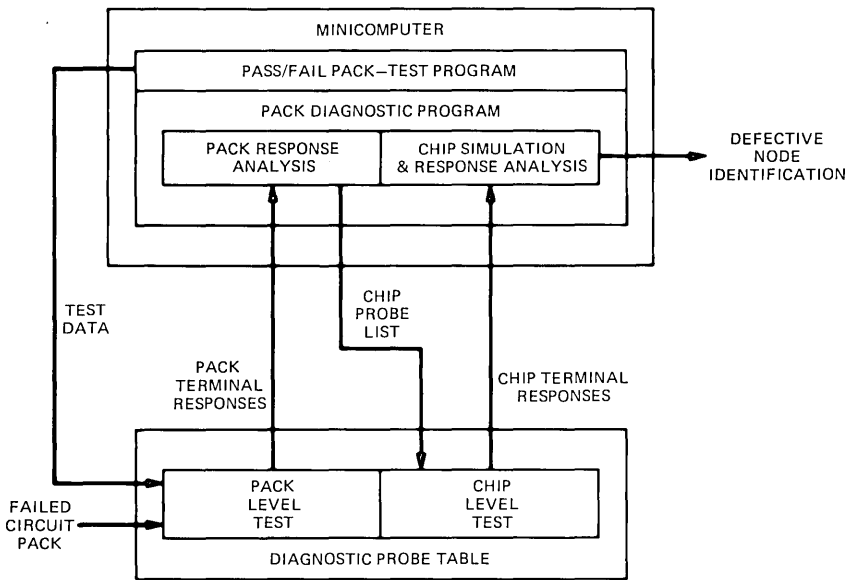 MINICOMPUTER
PASS/FAIL PACK-TEST PROGRAM
PACK DIAGNOSTIC PROGRAM
PACK RESPONSE
ANALYSIS
CHIP SIMULATION
& RESPONSE ANALYSIS
DEFECTIVE
NODE
IDENTIFICATION
TEST
DATA
CHIP
PROBE
LIST
PACK
TERMINAL
RESPONSES
CHIP TERMINAL
RESPONSES
PACK
LEVEL
TEST
CHIP
LEVEL
TEST
FAILED
CIRCUIT
PACK
DIAGNOSTIC PROBE TABLE